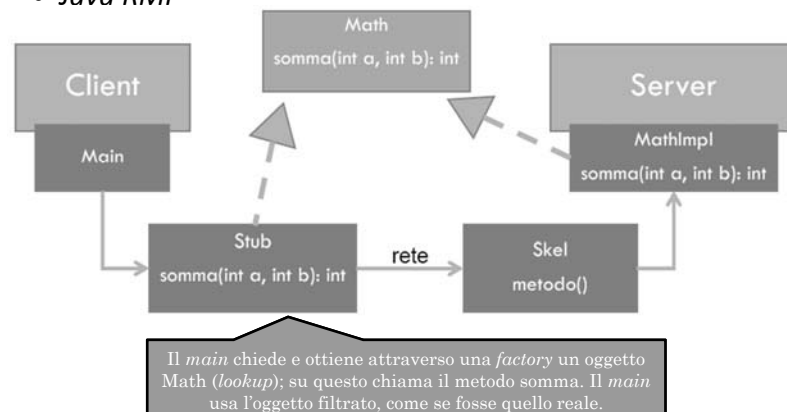 • Java RMI
Math
somma(int a, int b): int
Client
Server
Main
MathImpl
somma(int a, int b): int
Stub
somma(int a, int b): int
rete
Skel
metodo()
Il main chiede e ottiene attraverso una factory un oggetto
Math (lookup); su questo chiama il metodo somma. Il main
usa l'oggetto filtrato, come se fosse quello reale.